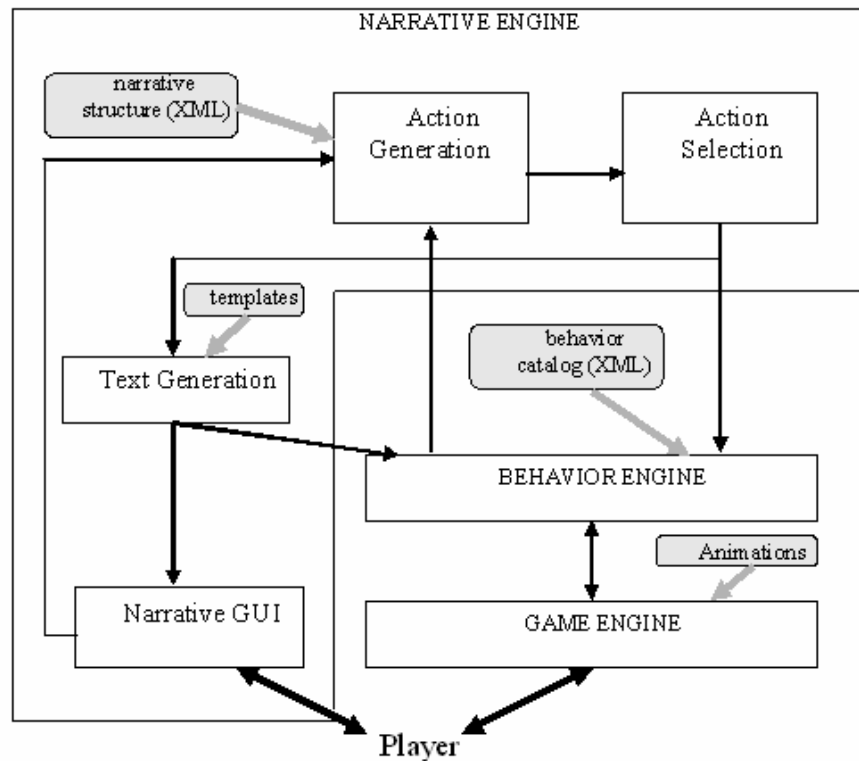 NARRATIVE ENGINE
narrative
structure (XML)
Action
Generation
Action
Selection
templates
behavior
catalog (XML)
Text Generation
BEHAVIOR ENGINE
Animations
Narrative GUI
GAME ENGINE
Player